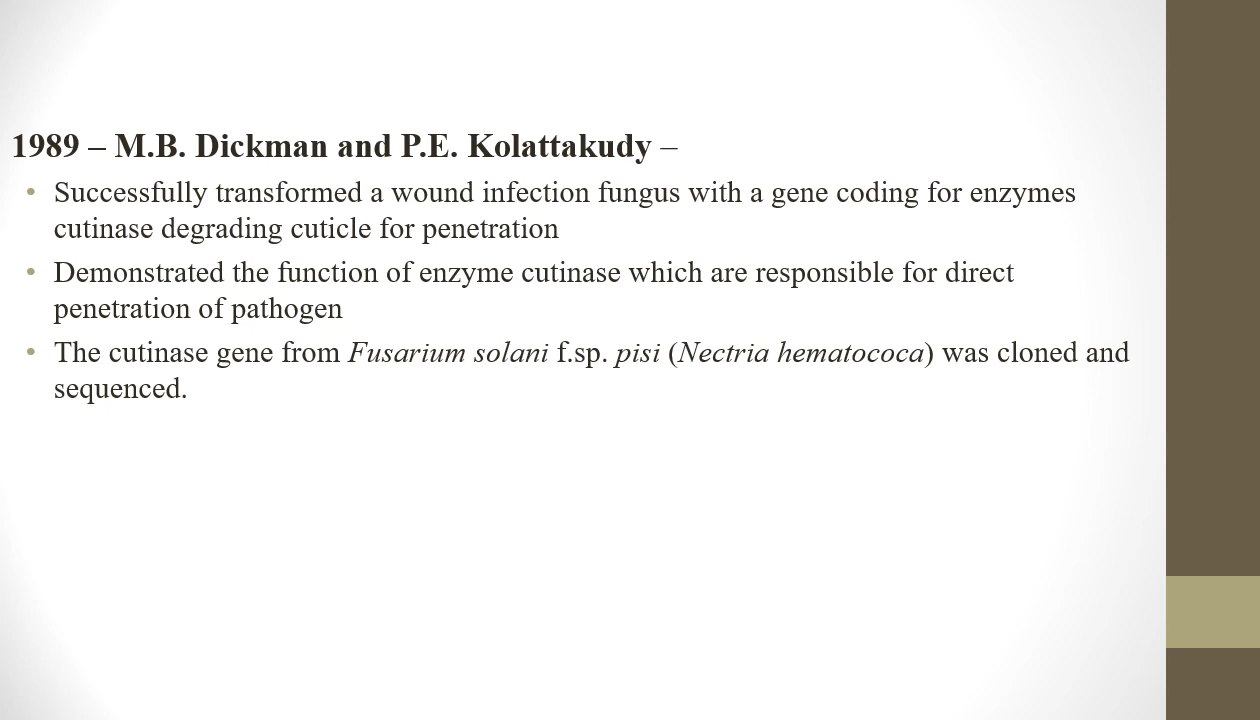 1989 – M.B. Dickman and P.E. Kolattakudy –
• Successfully transformed a wound infection fungus with a gene coding for enzymes
cutinase degrading cuticle for penetration
• Demonstrated the function of enzyme cutinase which are responsible for direct
penetration of pathogen
• The cutinase gene from Fusarium solani f.sp. pisi (Nectria hematococa) was cloned and
sequenced.